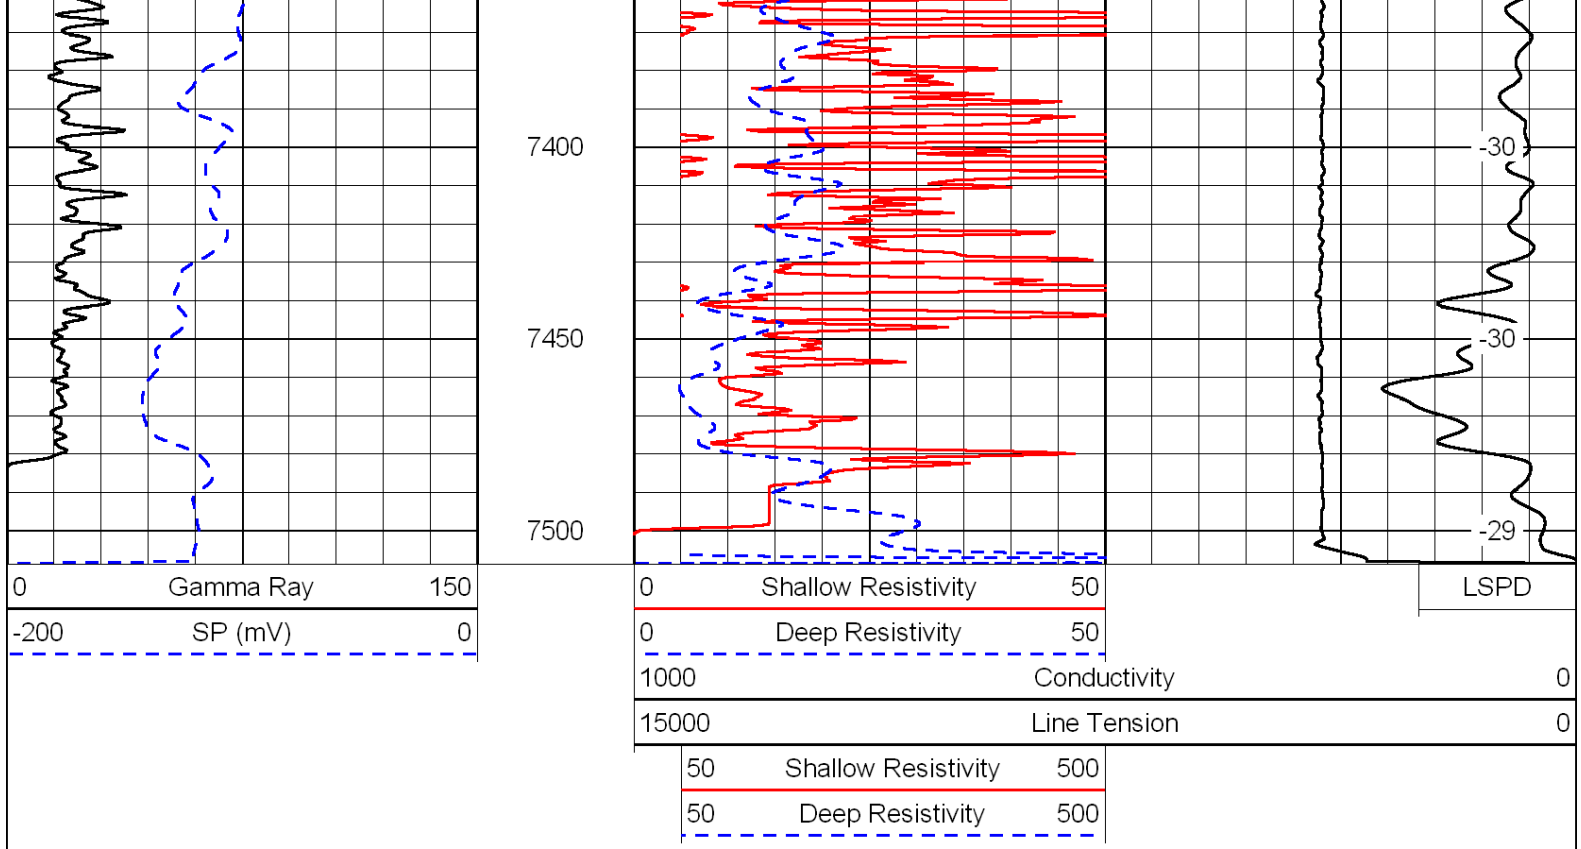 7400 -30
7450 -30
7500 -29
0 Gamma Ray 150 0 Shallow Resistivity 50 LSPD
-200 SP (mV) 0 0 Deep Resistivity 50
1000 Conductivity 0
15000 Line Tension 0
50 Shallow Resistivity 500
50 Deep Resistivity 500